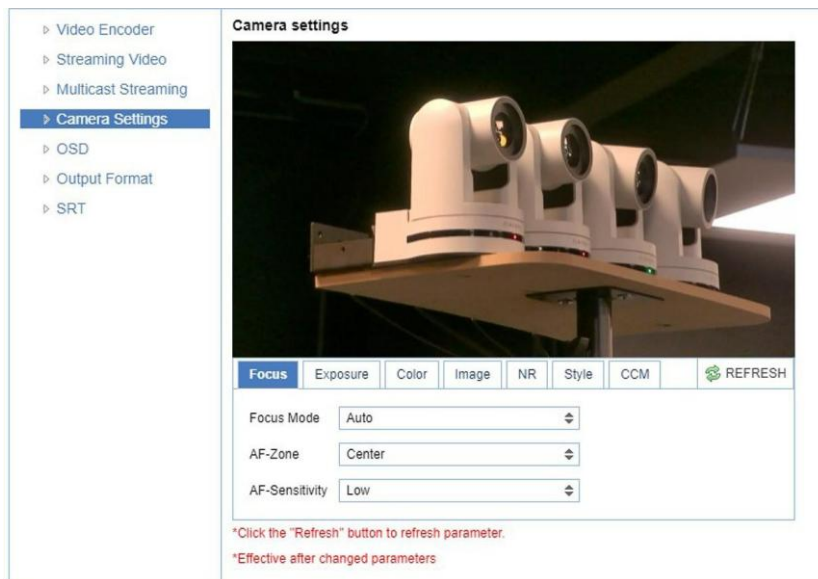 Video Encoder
Streaming Video
Multicast Streaming
Camera Settings
OSD
Output Format
SRT
Camera settings
Focus Exposure Color Image NR Style CCM REFRESH
Focus Mode Auto
AF-Zone Center
AF-Sensitivity Low
*Click the "Refresh" button to refresh parameter.
*Effective after changed parameters